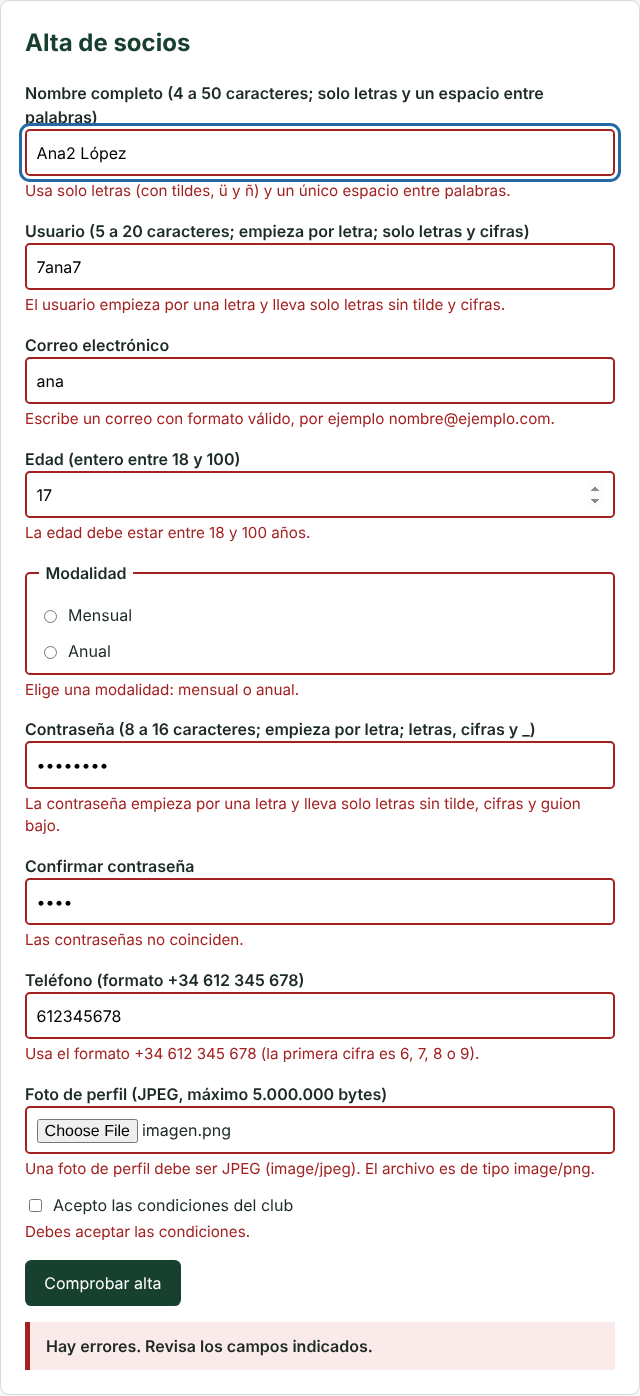 Alta de socios
Nombre completo (4 a 50 caracteres; solo letras y un espacio entre
palabras)
Ana2 López
Usa solo letras (con tildes, ü y ñ) y un único espacio entre palabras.
Usuario (5 a 20 caracteres; empieza por letra; solo letras y cifras)
7ana7
El usuario empieza por una letra y lleva solo letras sin tilde y cifras.
Correo electrónico
ana
Escribe un correo con formato válido, por ejemplo nombre@ejemplo.com.
Edad (entero entre 18 y 100)
17
La edad debe estar entre 18 y 100 años.
Modalidad
Mensual
Anual
Elige una modalidad: mensual o anual.
Contraseña (8 a 16 caracteres; empieza por letra; letras, cifras y _)
••••••••
La contraseña empieza por una letra y lleva solo letras sin tilde, cifras y guion
bajo.
Confirmar contraseña
••••
Las contraseñas no coinciden.
Teléfono (formato +34 612 345 678)
612345678
Usa el formato +34 612 345 678 (la primera cifra es 6, 7, 8 o 9).
Foto de perfil (JPEG, máximo 5.000.000 bytes)
Choose File imagen.png
Una foto de perfil debe ser JPEG (image/jpeg). El archivo es de tipo image/png.
Acepto las condiciones del club
Debes aceptar las condiciones.
Comprobar alta
Hay errores. Revisa los campos indicados.